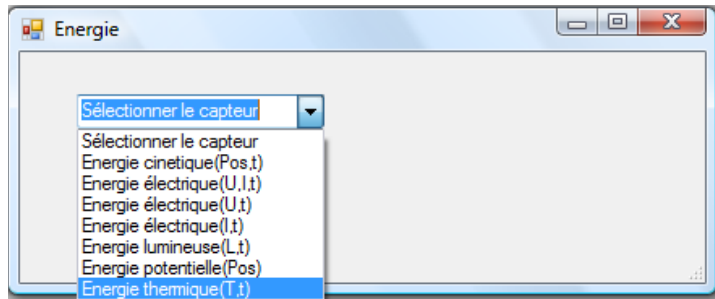 Energie
Sélectionner le capteur
Sélectionner le capteur
Energie cinetique(Pos,t)
Energie électrique(U,I,t)
Energie électrique(U,t)
Energie électrique(I,t)
Energie lumineuse(L,t)
Energie potentielle(Pos)
Energie thermique(T,t)